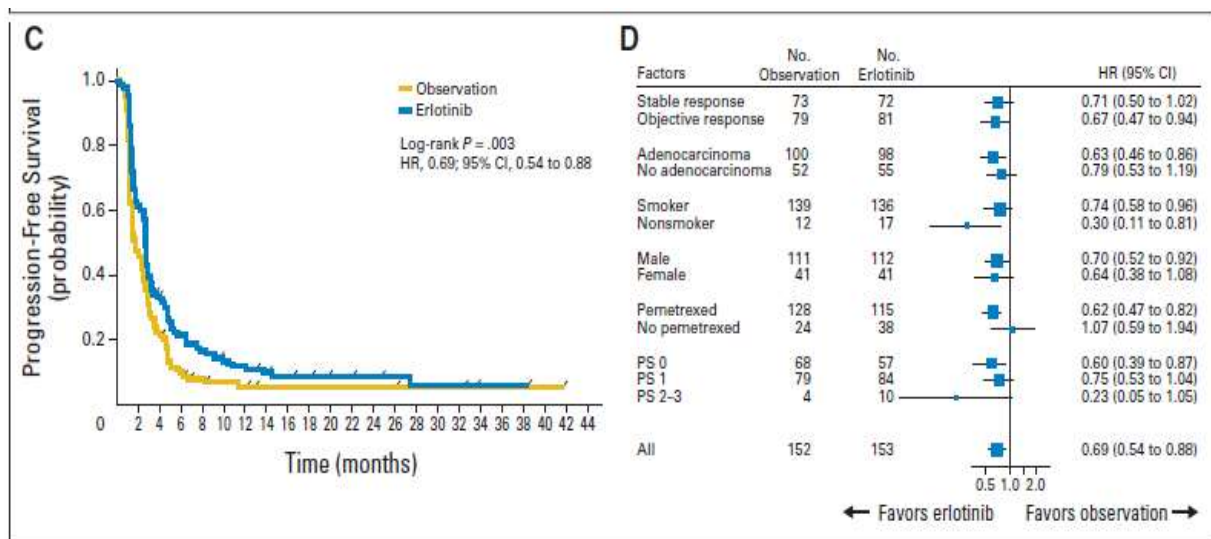 C
Progression-Free Survival
(probability)
1.0
0.8
0.6
0.4
0.2
Observation
Erlotinib
Log-rank P = .003
HR, 0.69; 95% CI, 0.54 to 0.88
0 2 4 6 8 10 12 14 16 18 20 22 24 26 28 30 32 34 36 38 40 42 44
Time (months)
D
Factors No. Observation No. Erlotinib HR (95% CI)
Stable response 73 72 0.71 (0.50 to 1.02)
Objective response 79 81 0.67 (0.47 to 0.94)
Adenocarcinoma 100 98 0.63 (0.46 to 0.86)
No adenocarcinoma 52 55 0.79 (0.53 to 1.19)
Smoker 139 136 0.74 (0.58 to 0.96)
Nonsmoker 12 17 0.30 (0.11 to 0.81)
Male 111 112 0.70 (0.52 to 0.92)
Female 41 41 0.64 (0.38 to 1.08)
Pemetrexed 128 115 0.62 (0.47 to 0.82)
No pemetrexed 24 38 1.07 (0.59 to 1.94)
PS 0 68 57 0.60 (0.39 to 0.87)
PS 1 79 84 0.75 (0.53 to 1.04)
PS 2–3 4 10 0.23 (0.05 to 1.05)
All 152 153 0.69 (0.54 to 0.88)
0.5 1.0 2.0
Favors erlotinib Favors observation